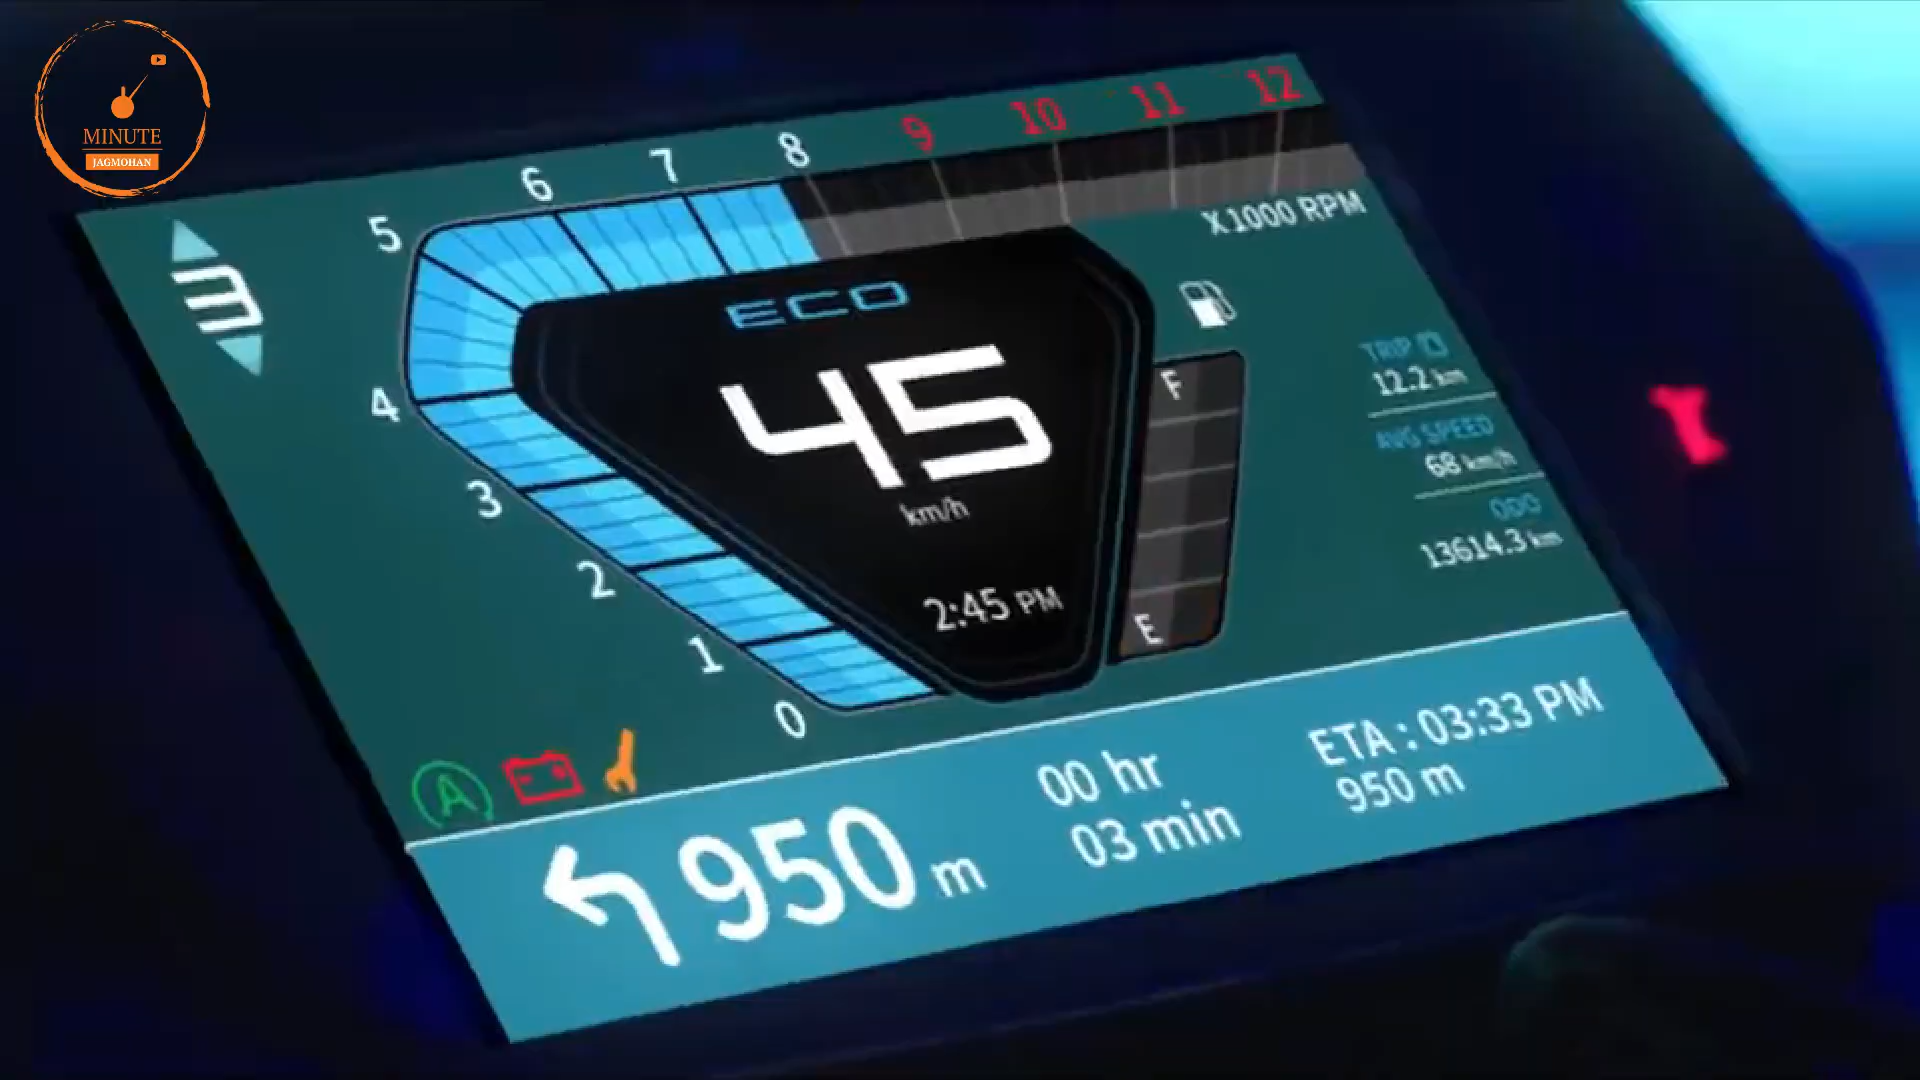 MINUTE
JAGMOHAN
5 6 7 8 9 10 11 12
X1000 RPM
3
4
3
2
1
0
ECO
45
km/h
2:45 PM
F
E
TRIP
12.2 km
AVG SPEED
68 km/h
ODO
13614.3 km
A
950 m
00 hr
03 min
ETA : 03:33 PM
950 m